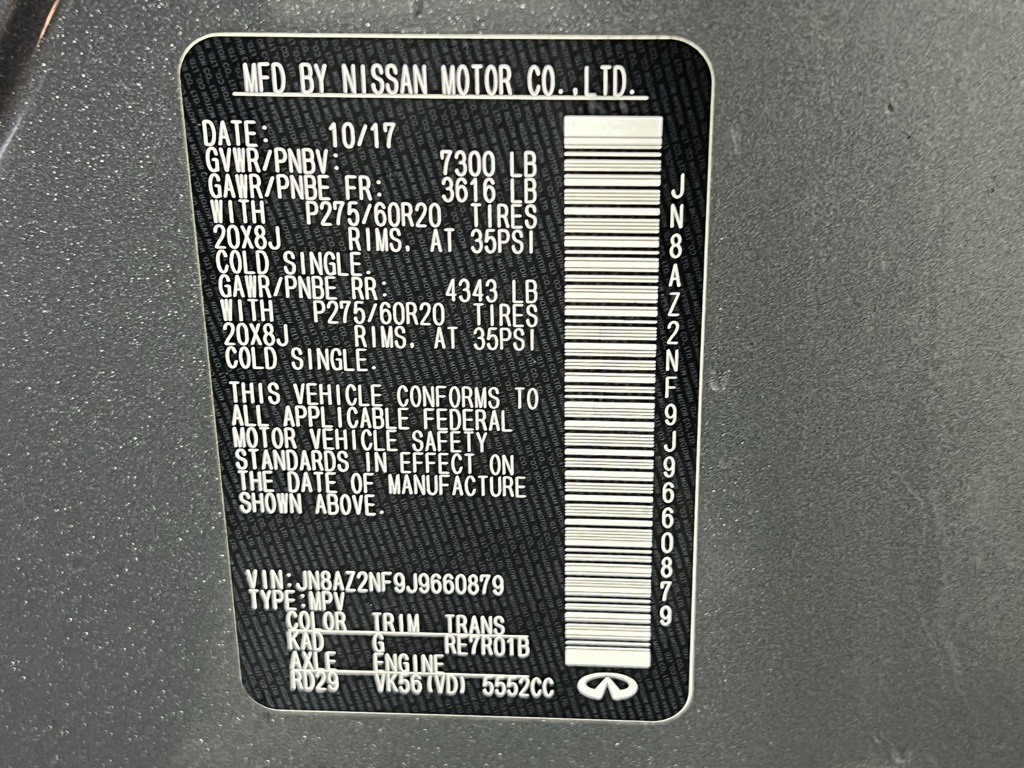 MFD BY NISSAN MOTOR CO.,LTD.
DATE: 10/17
GVWR/PNBV: 7300 LB
GAWR/PNBE FR: 3616 LB
WITH P275/60R20 TIRES
20X8J RIMS. AT 35PSI
COLD SINGLE.
GAWR/PNBE RR: 4343 LB
WITH P275/60R20 TIRES
20X8J RIMS. AT 35PSI
COLD SINGLE.
THIS VEHICLE CONFORMS TO
ALL APPLICABLE FEDERAL
MOTOR VEHICLE SAFETY
STANDARDS IN EFFECT ON
THE DATE OF MANUFACTURE
SHOWN ABOVE.
VIN:JN8AZ2NF9J9660879
TYPE:MPV
COLOR TRIM TRANS
KAD G RE7R01B
AXLE ENGINE
RD29 VK56(VD) 5552CC
JN8AZ2NF9J9660879